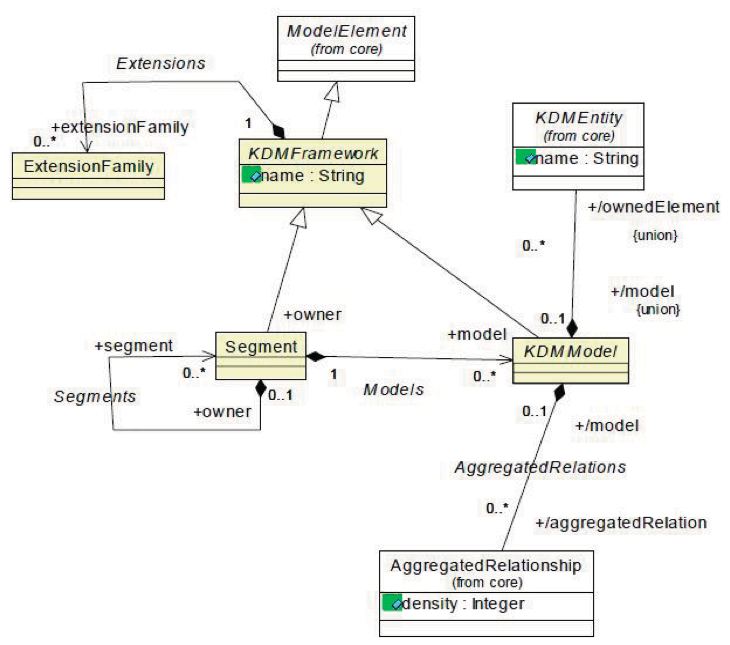 ModelElement
(from core)
Extensions
1
+extensionFamily
0..*
ExtensionFamily
KDMFramework
name : String
KDMEntity
(from core)
name : String
+/ownedElement
{union}
0..*
+/model
{union}
0..1
+owner
+segment
Segment
+model
KDMModel
0..*
0..1
1
0..*
Segments
+owner
Models
0..1
+/model
AggregatedRelations
0..*
+/aggregatedRelation
AggregatedRelationship
(from core)
density : Integer